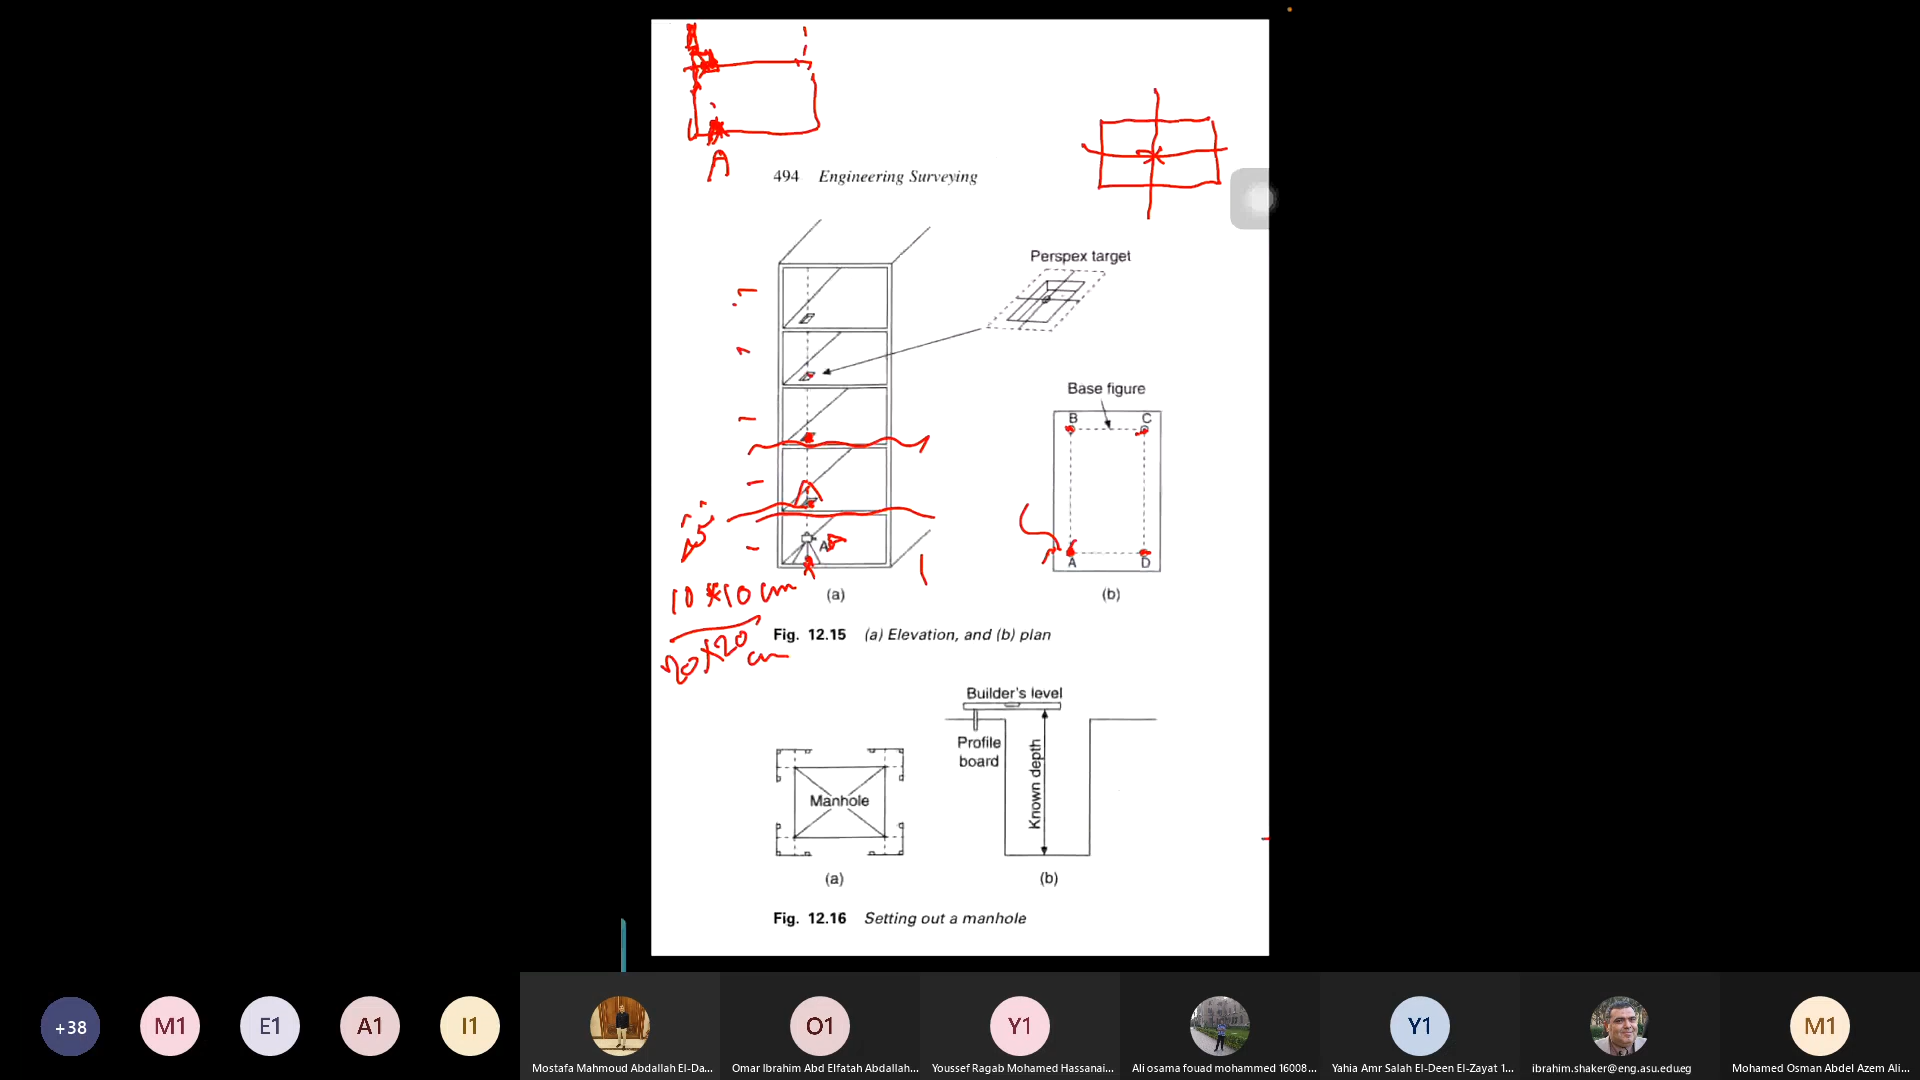 A
494 Engineering Surveying
Perspex target
Base figure
B C
A
A D
10 * 10 cm
(a) (b)
Fig. 12.15 (a) Elevation, and (b) plan
20 x 20 cm
Builder's level
Profile
board
Known depth
Manhole
(a) (b)
Fig. 12.16 Setting out a manhole
+38 M1 E1 A1 I1 O1 Y1 Y1 M1
Mostafa Mahmoud Abdallah El-Da... Omar Ibrahim Abd Elfatah Abdallah... Youssef Ragab Mohamed Hassanai... Ali osama fouad mohammed 16008... Yahia Amr Salah El-Deen El-Zayat 1... ibrahim.shaker@eng.asu.edu.eg Mohamed Osman Abdel Azem Ali...